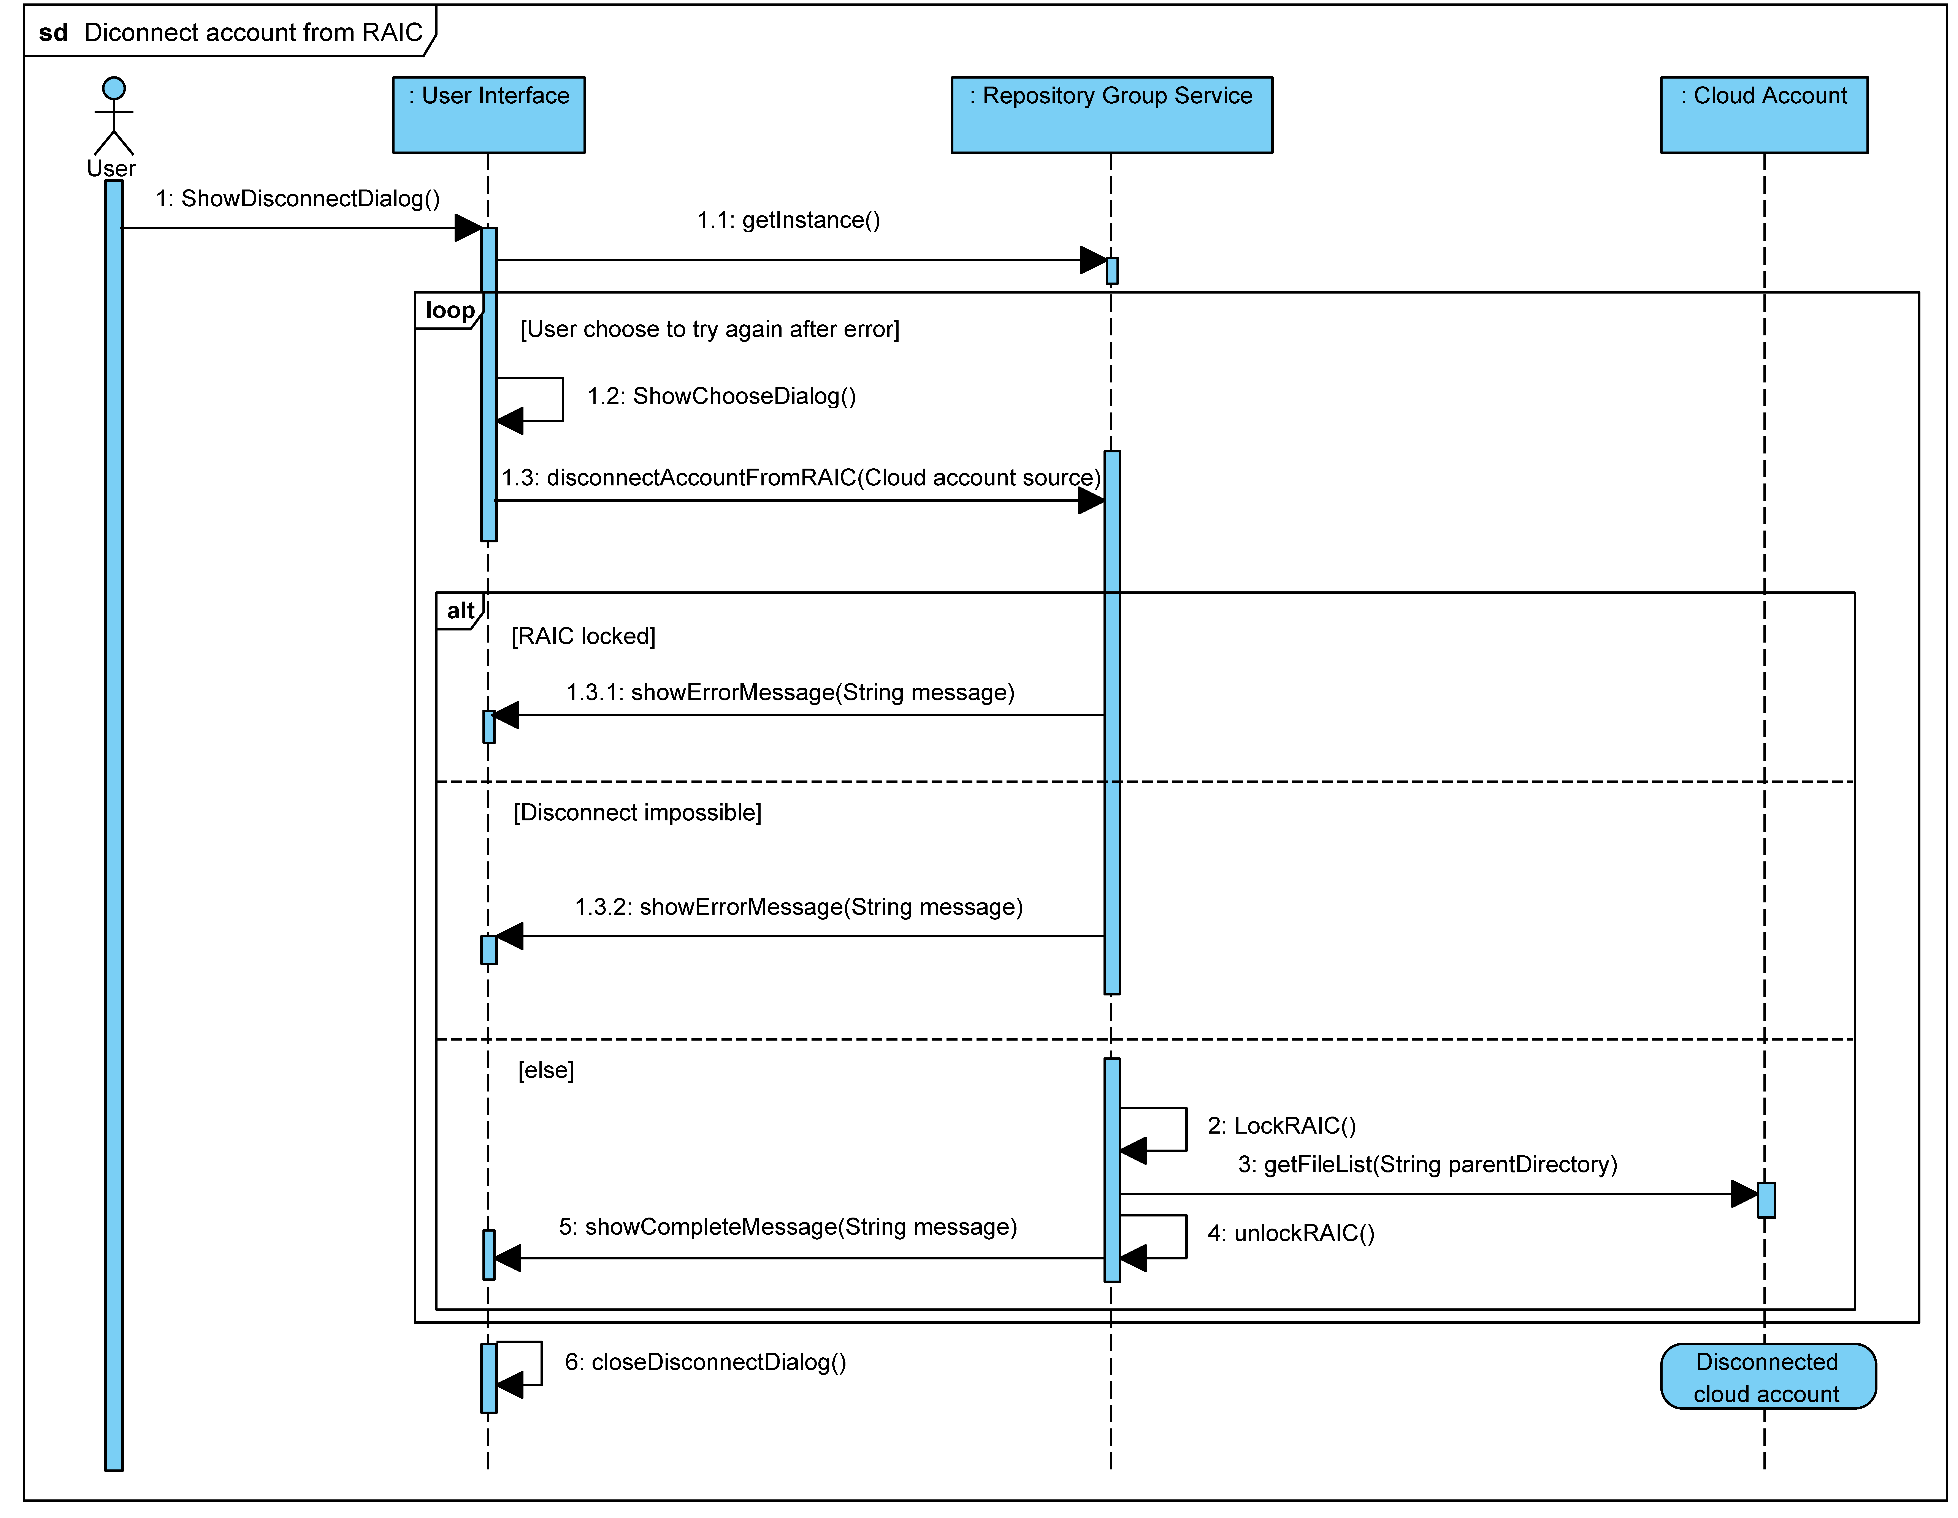 sd Diconnect account from RAIC
User
: User Interface
: Repository Group Service
: Cloud Account
1: ShowDisconnectDialog()
1.1: getInstance()
loop
[User choose to try again after error]
1.2: ShowChooseDialog()
1.3: disconnectAccountFromRAIC(Cloud account source)
alt
[RAIC locked]
1.3.1: showErrorMessage(String message)
[Disconnect impossible]
1.3.2: showErrorMessage(String message)
[else]
2: LockRAIC()
3: getFileList(String parentDirectory)
4: unlockRAIC()
5: showCompleteMessage(String message)
6: closeDisconnectDialog()
Disconnected
cloud account